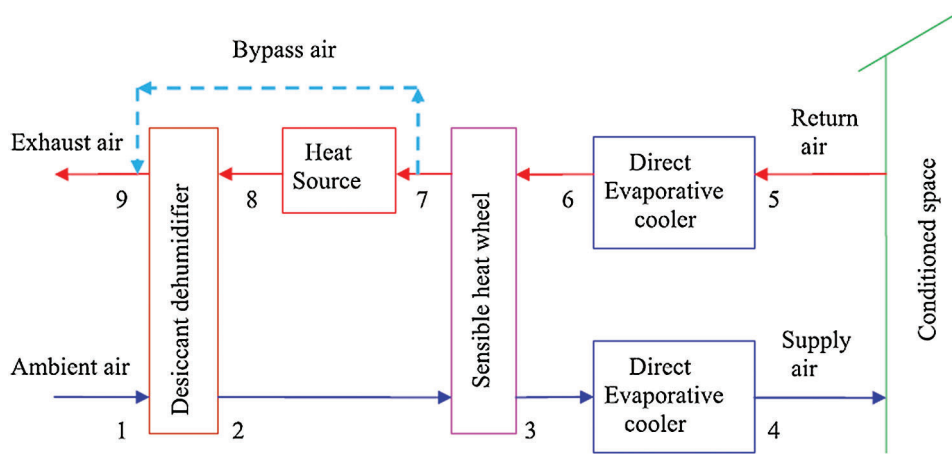 Bypass air
Exhaust air
Heat
Source
Direct
Evaporative
cooler
Return
air
9
8
7
6
5
Desiccant dehumidifier
Sensible heat wheel
Conditioned space
Ambient air
Direct
Evaporative
cooler
Supply
air
1
2
3
4